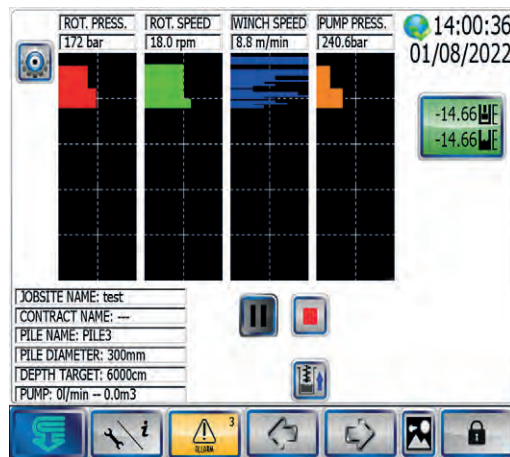 ROT. PRESS. ROT. SPEED WINCH SPEED PUMP PRESS.
172 bar 18.0 rpm 8.8 m/min 240.6bar
14:00:36
01/08/2022
-14.66
-14.66
JOBSITE NAME: test
CONTRACT NAME: ---
PILE NAME: PILE3
PILE DIAMETER: 300mm
DEPTH TARGET: 6000cm
PUMP: 0l/min -- 0.0m3
i
3
ALLARM